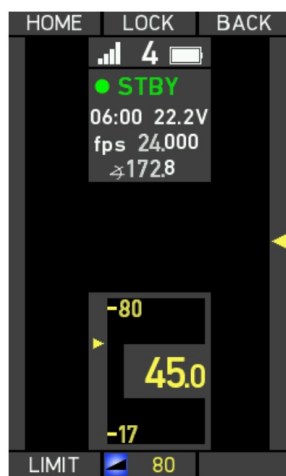 HOME LOCK BACK
4
STBY
06:00 22.2V
fps 24.000
∡172.8
-80
45.0
-17
LIMIT 80